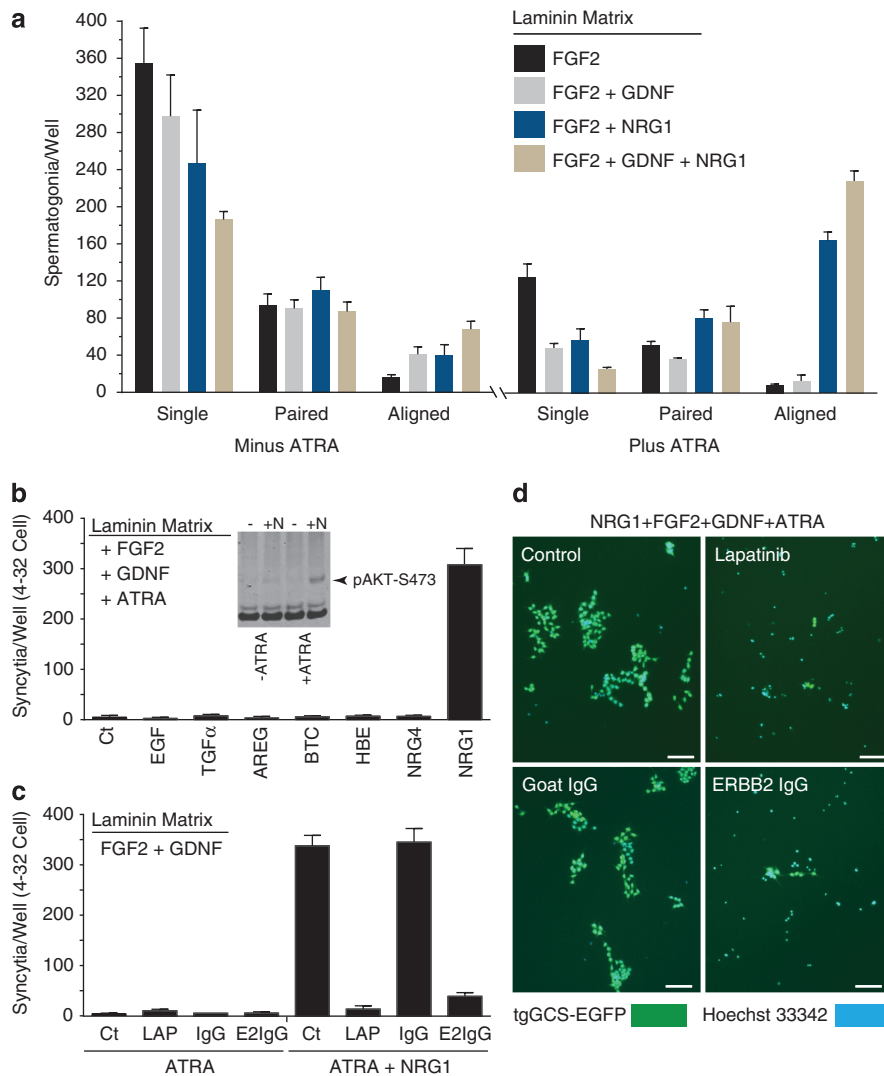 a
Laminin Matrix
FGF2
FGF2 + GDNF
FGF2 + NRG1
FGF2 + GDNF + NRG1
Spermatogonia/Well
400
360
320
280
240
200
160
120
80
40
0
Single
Paired
Aligned
Single
Paired
Aligned
Minus ATRA
Plus ATRA
b
Laminin Matrix
+ FGF2
+ GDNF
+ ATRA
- +N - +N
pAKT-S473
-ATRA
+ATRA
Syncytia/Well (4-32 Cell)
400
300
200
100
0
Ct
EGF
TGFα
AREG
BTC
HBE
NRG4
NRG1
c
Laminin Matrix
FGF2 + GDNF
Syncytia/Well (4-32 Cell)
400
300
200
100
0
Ct LAP IgG E2IgG Ct LAP IgG E2IgG
ATRA
ATRA + NRG1
d
NRG1+FGF2+GDNF+ATRA
Control
Lapatinib
Goat IgG
ERBB2 IgG
tgGCS-EGFP
Hoechst 33342